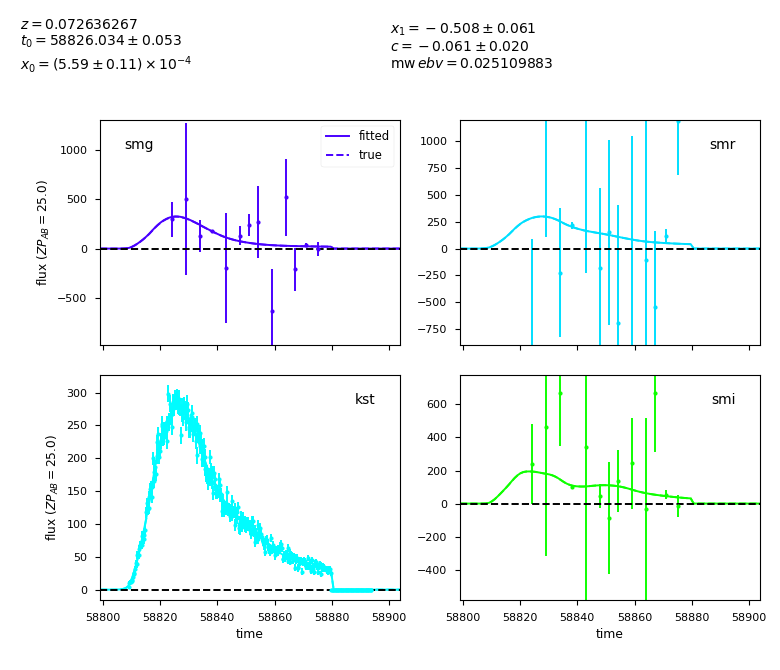 z = 0.072636267
t₀ = 58826.034 ± 0.053
x₀ = (5.59 ± 0.11) × 10⁻⁴
x₁ = −0.508 ± 0.061
c = −0.061 ± 0.020
mw ebv = 0.025109883
smg
fitted
true
1000
500
0
−500
flux (ZP_AB = 25.0)
smr
1000
750
500
250
0
−250
−500
−750
kst
300
250
200
150
100
50
0
flux (ZP_AB = 25.0)
58800 58820 58840 58860 58880 58900
time
smi
600
400
200
0
−200
−400
58800 58820 58840 58860 58880 58900
time